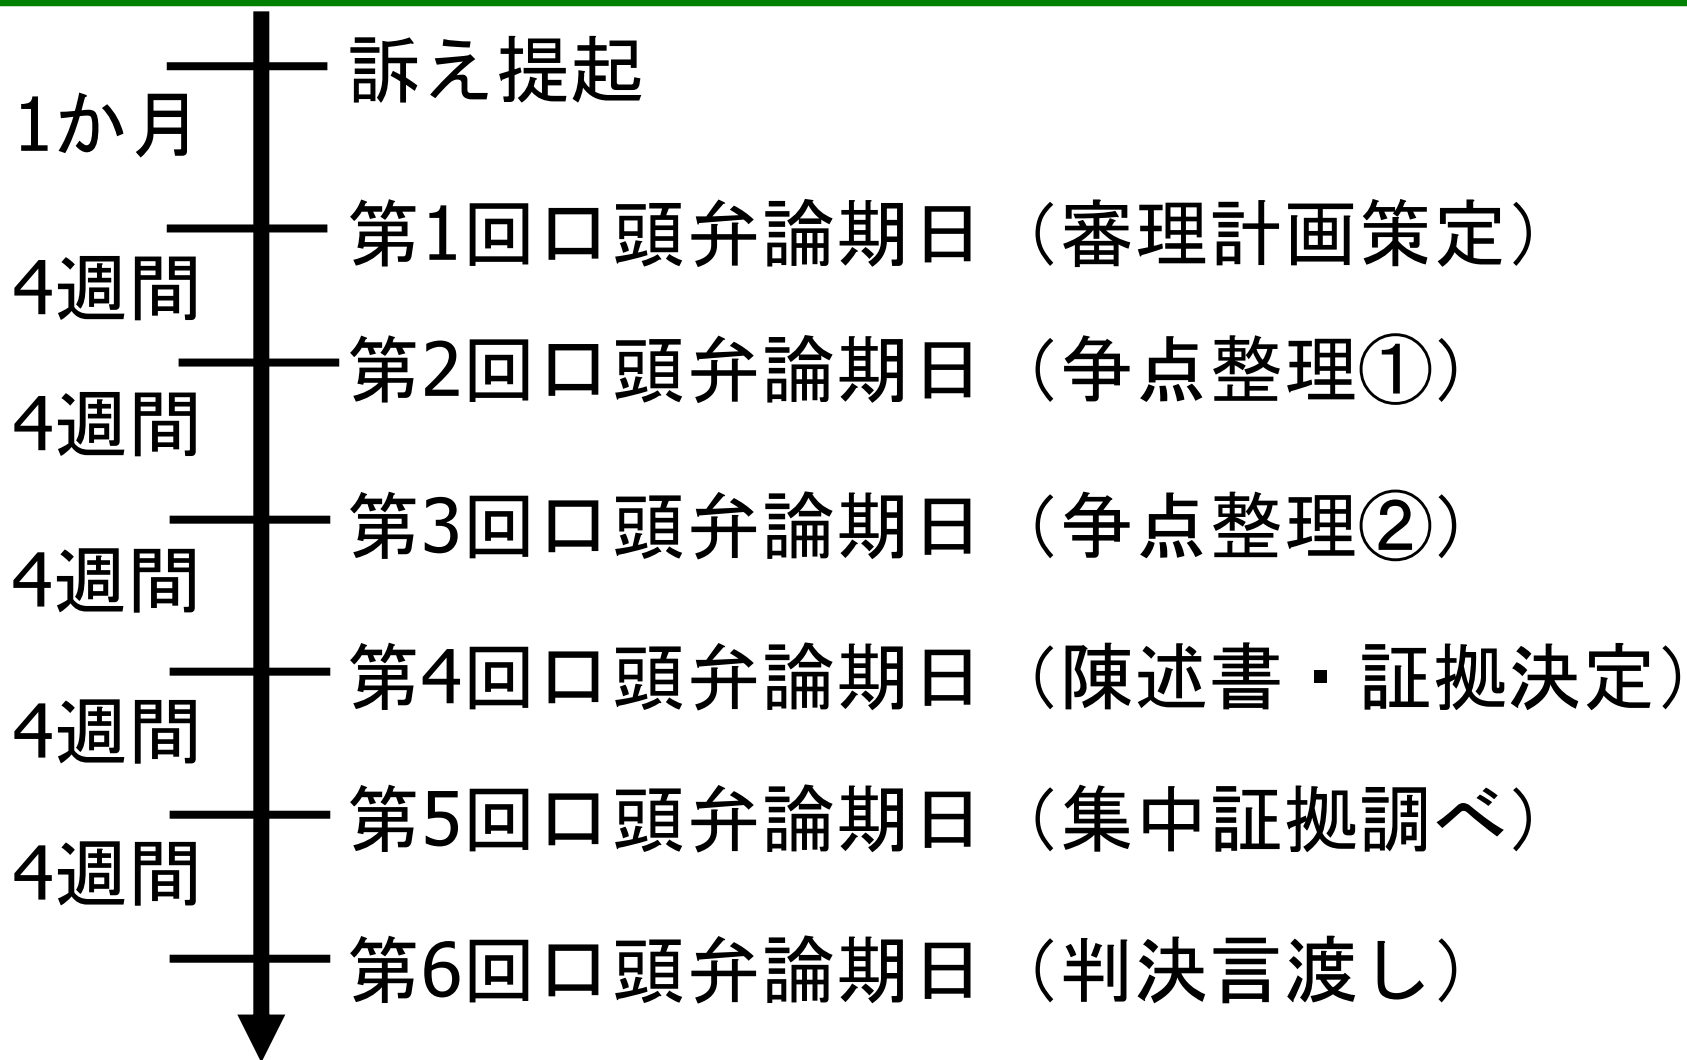 訴え提起
1か月
第1回口頭弁論期日（審理計画策定）
4週間
第2回口頭弁論期日（争点整理①）
4週間
第3回口頭弁論期日（争点整理②）
4週間
第4回口頭弁論期日（陳述書・証拠決定）
4週間
第5回口頭弁論期日（集中証拠調べ）
4週間
第6回口頭弁論期日（判決言渡し）